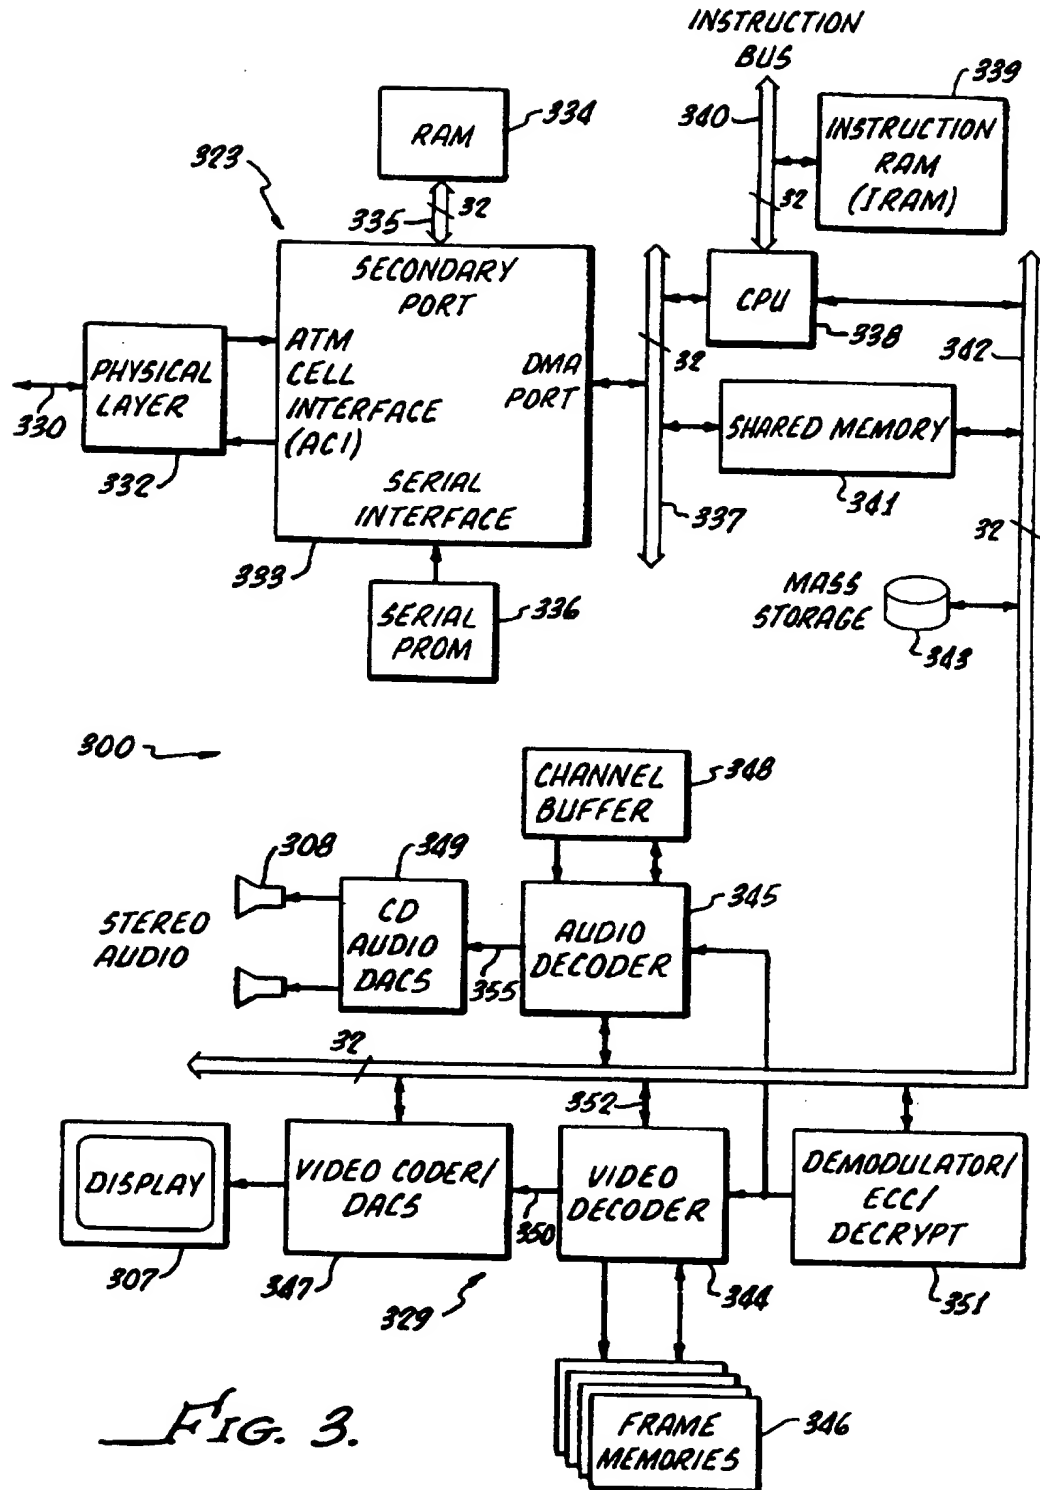 INSTRUCTION
BUS
339
340
INSTRUCTION
RAM
(IRAM)
32
334
RAM
323
335
32
SECONDARY
PORT
ATM
CELL
INTERFACE
(ACI)
DMA
PORT
SERIAL
INTERFACE
PHYSICAL
LAYER
330
332
333
SERIAL
PROM
336
CPU
338
32
342
SHARED MEMORY
341
337
32
MASS
STORAGE
343
300
CHANNEL
BUFFER
348
308
349
STEREO
AUDIO
CD
AUDIO
DACS
355
AUDIO
DECODER
345
32
352
DISPLAY
307
VIDEO CODER/
DACS
347
350
VIDEO
DECODER
344
DEMODULATOR/
ECC/
DECRYPT
351
329
FRAME
MEMORIES
346
FIG. 3.